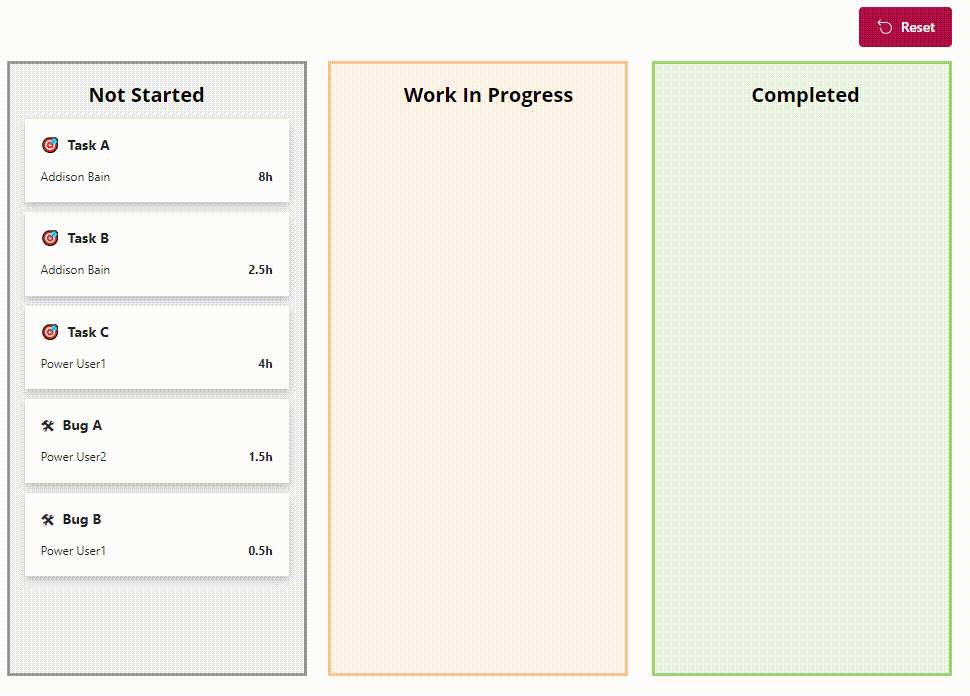 Reset
Not Started
Work In Progress
Completed
Task A
Addison Bain 8h
Task B
Addison Bain 2.5h
Task C
Power User1 4h
Bug A
Power User2 1.5h
Bug B
Power User1 0.5h